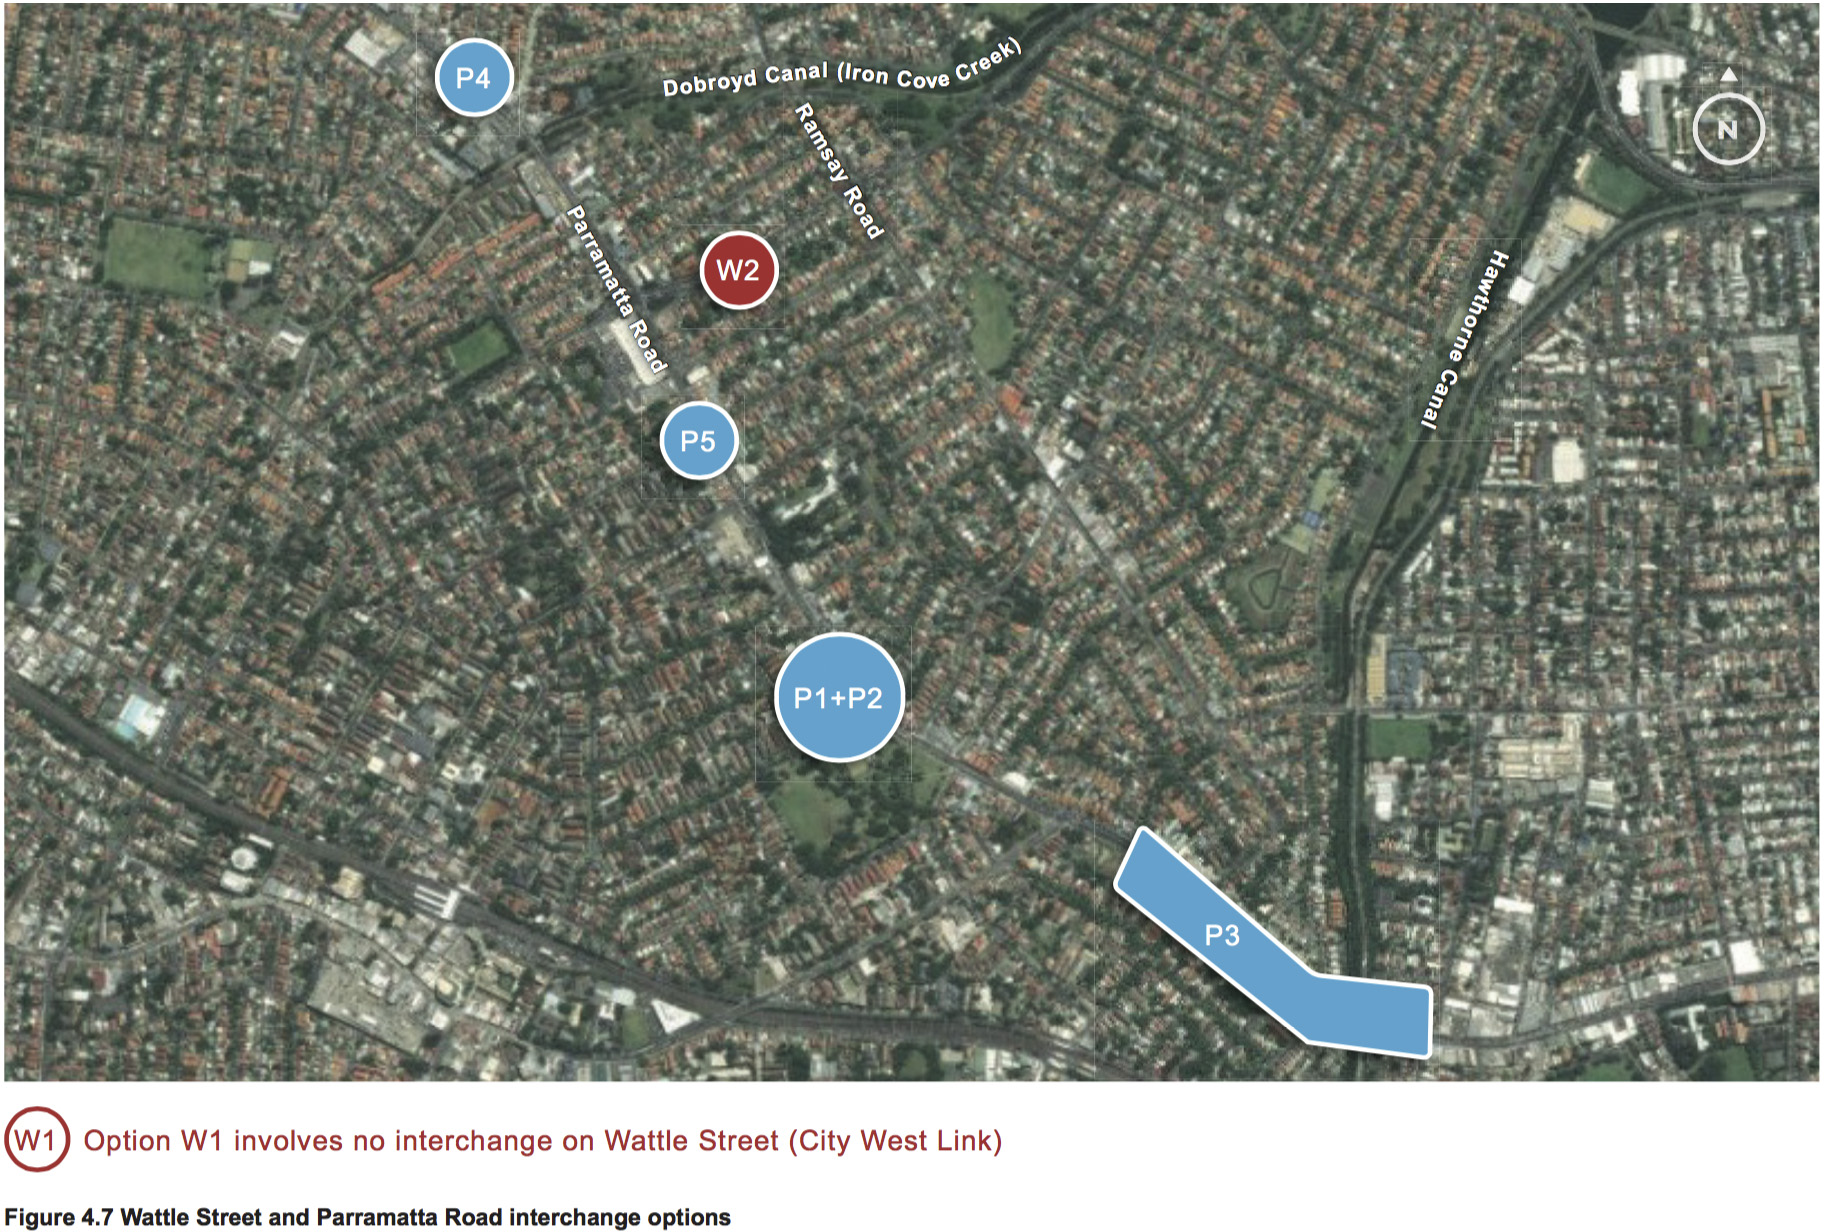 P4
Dobroyd Canal (Iron Cove Creek)
N
Ramsay Road
Parramatta Road
W2
Hawthorne Canal
P5
P1+P2
P3
W1 Option W1 involves no interchange on Wattle Street (City West Link)
Figure 4.7 Wattle Street and Parramatta Road interchange options